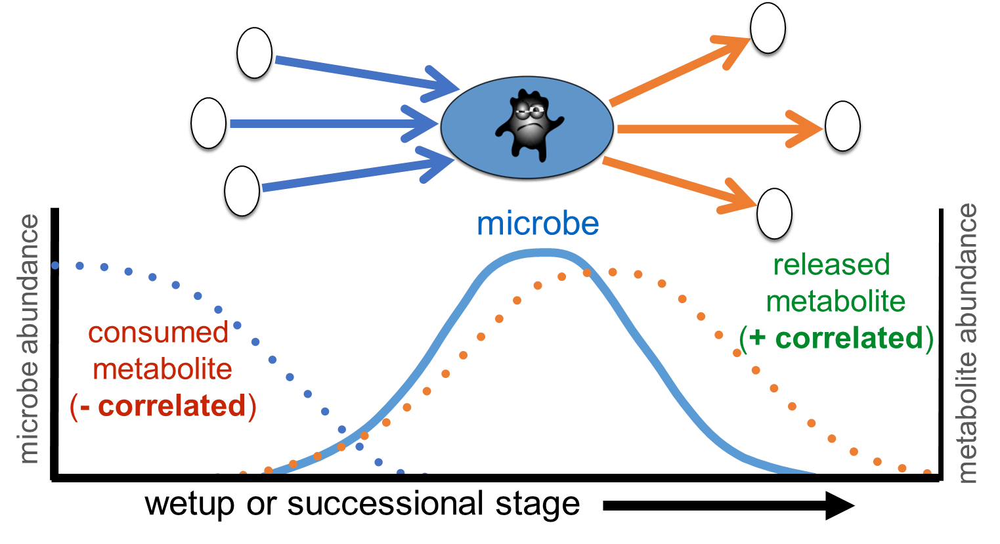 microbe
microbe abundance
consumed
metabolite
(- correlated)
released
metabolite
(+ correlated)
metabolite abundance
wetup or successional stage